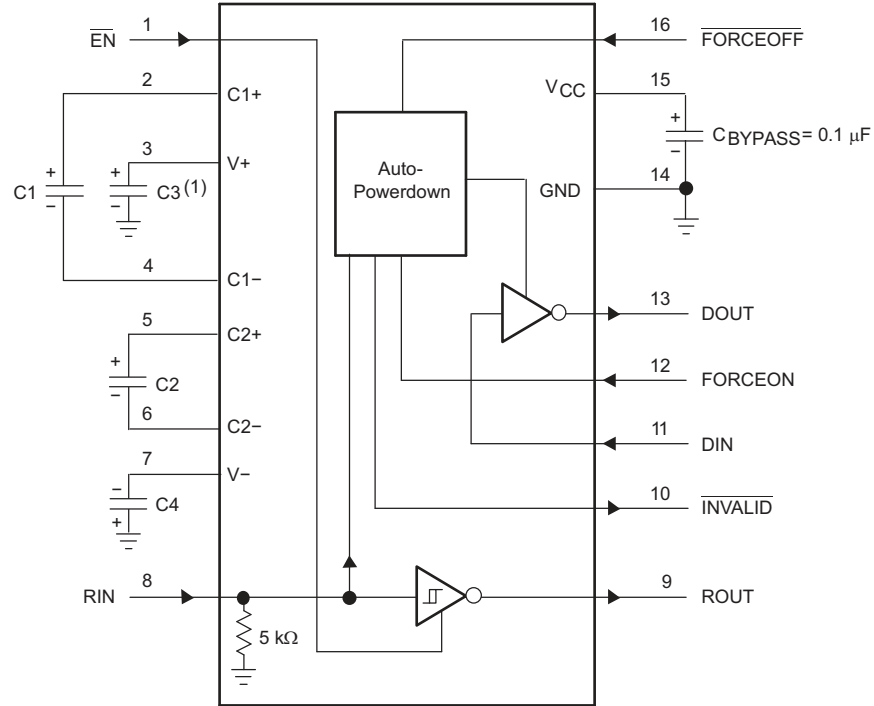 EN
1
16
FORCEOFF
2
C1+
VCC
15
CBYPASS = 0.1 μF
3
V+
Auto-
Powerdown
C1
+
−
+
−
C3(1)
+
−
14
GND
4
C1−
13
DOUT
5
C2+
+
−
C2
12
FORCEON
6
C2−
11
DIN
7
V−
−
+
C4
10
INVALID
RIN
8
9
ROUT
5 kΩ